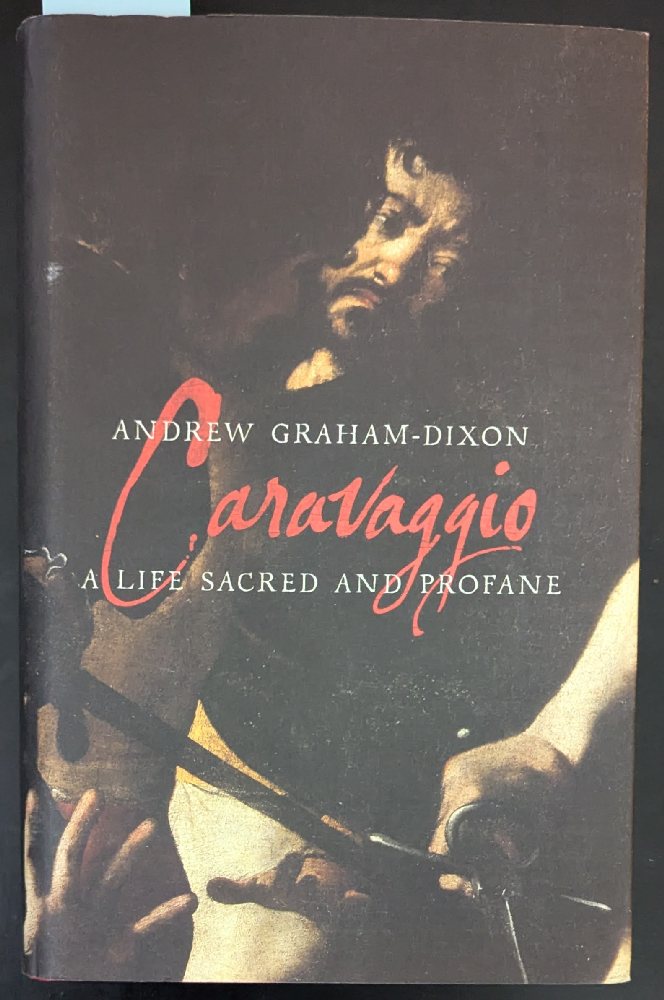 ANDREW GRAHAM-DIXON
Caravaggio
A LIFE SACRED AND PROFANE